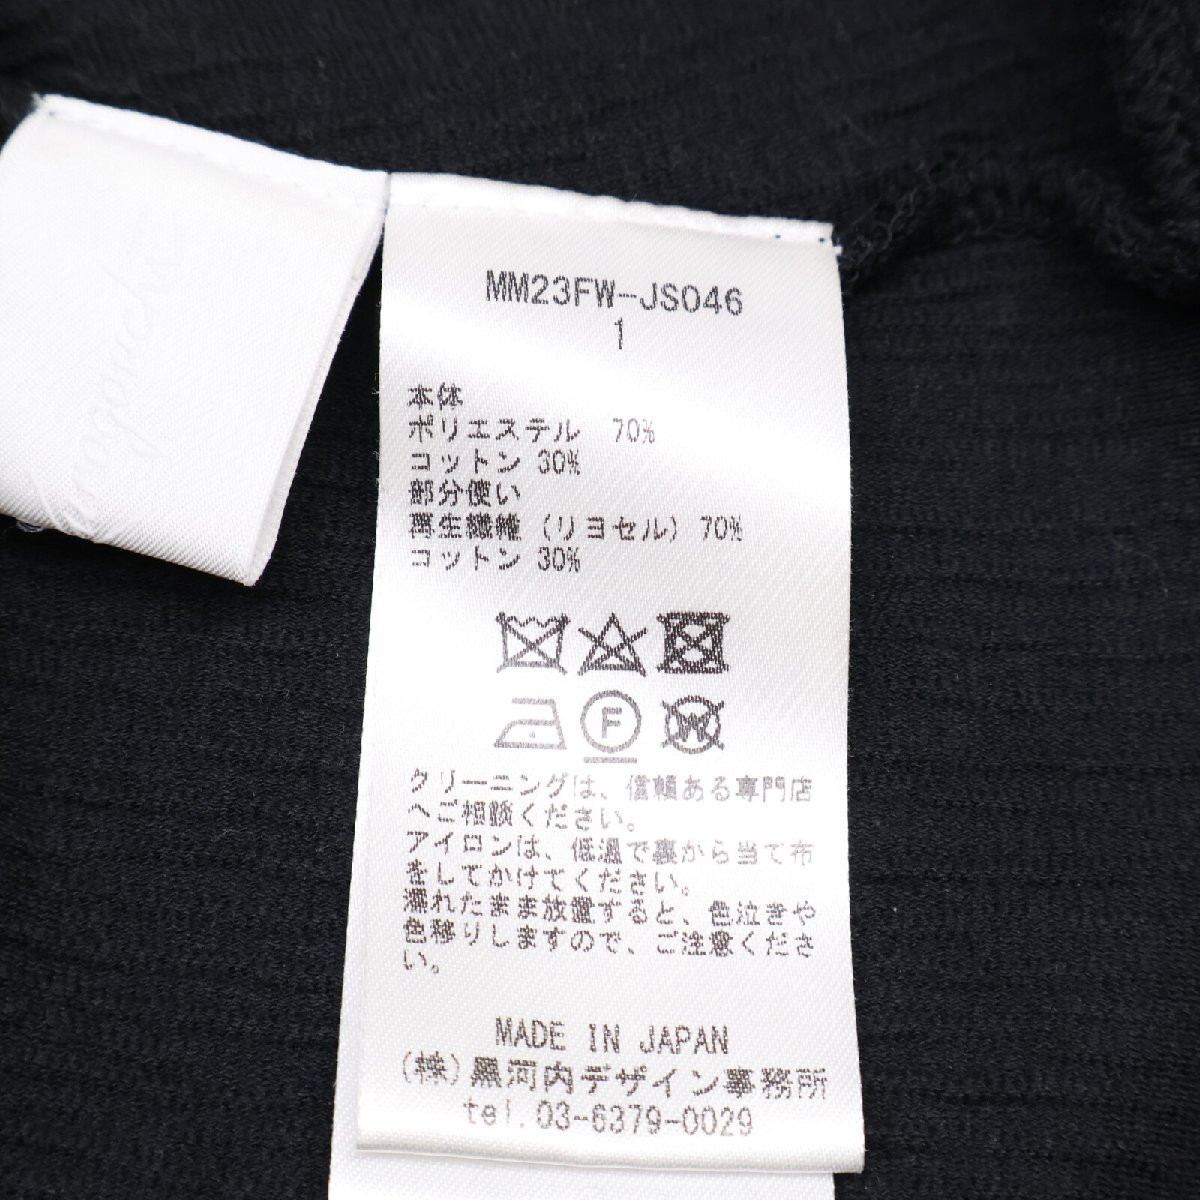 MM23FW-JS046
1
本体
ポリエステル 70%
コットン 30%
部分使い
再生繊維 (リヨセル) 70%
コットン 30%
F
W
クリーニングは、信頼ある専門店
へご相談ください。
アイロンは、低温で裏から当て布
をしてかけてください。
濡れたまま放置すると、色泣きや
色移りしますので、ご注意くださ
い。
MADE IN JAPAN
(株)黒河内デザイン事務所
tel.03-6379-0029